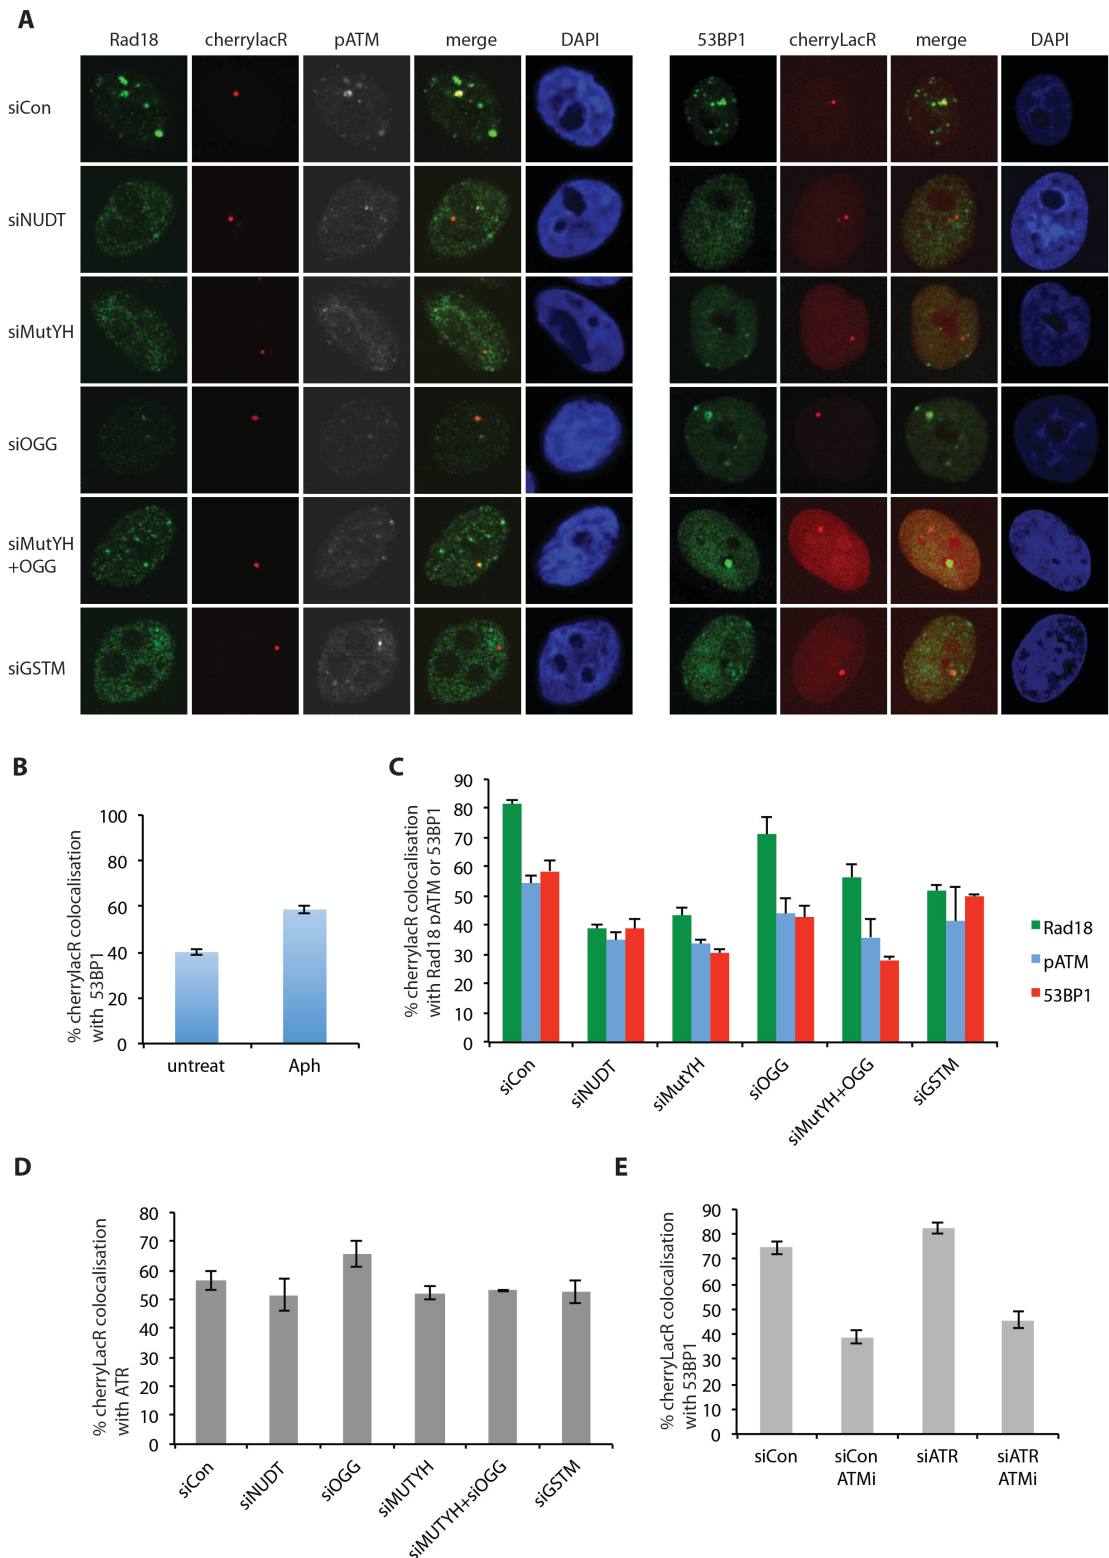 A
Rad18 cherrylacR pATM merge DAPI 53BP1 cherryLacR merge DAPI
siCon
siNUDT
siMutYH
siOGG
siMutYH
+OGG
siGSTM
B
% cherrylacR colocalisation
with 53BP1
100
80
60
40
20
0
untreat Aph
C
% cherrylacR colocalisation
with Rad18 pATM or 53BP1
90
80
70
60
50
40
30
20
10
0
siCon siNUDT siMutYH siOGG siMutYH+OGG siGSTM
Rad18
pATM
53BP1
D
% cherryLacR colocalisation
with ATR
80
70
60
50
40
30
20
10
0
siCon siNUDT siOGG siMUTYH siMUTYH+siOGG siGSTM
E
% cherryLacR colocalisation
with 53BP1
90
80
70
60
50
40
30
20
10
0
siCon siCon siATR siATR
ATMi ATMi